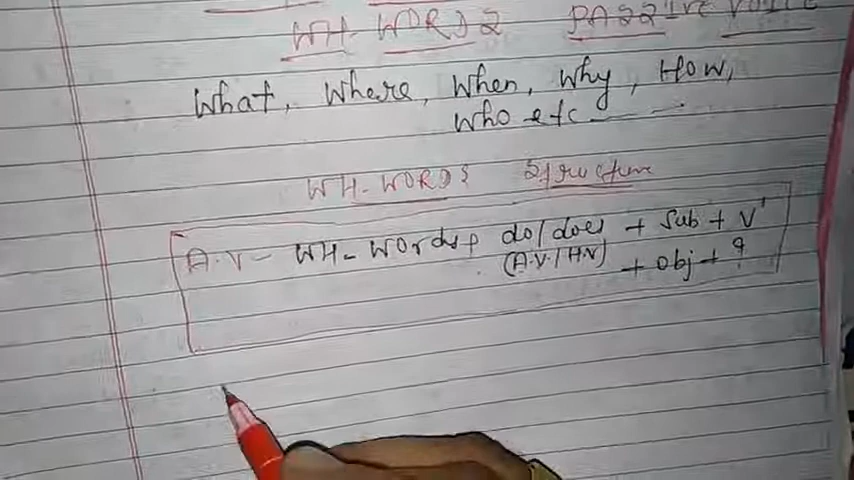 WH-WORDS PASSIVE VOICE
What, Where, When, Why, How,
Who etc
WH-WORDS Structure
A.V- WH-Words+ do/does + Sub + V¹
(A.V/H.V) + obj + ?